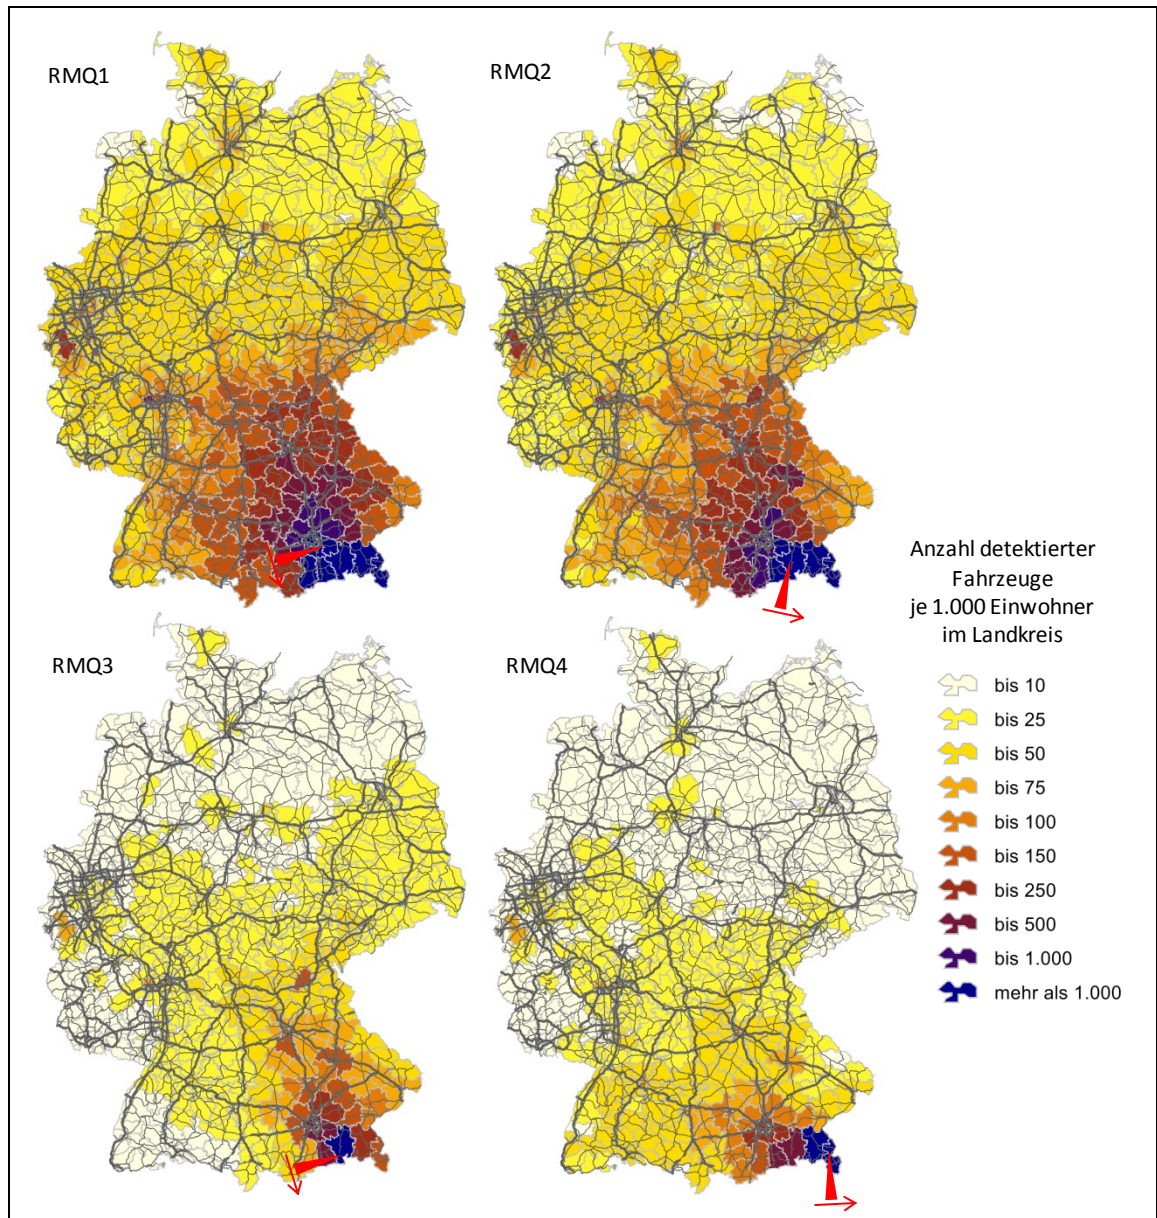 RMQ1
RMQ2
Anzahl detektierter
Fahrzeuge
je 1.000 Einwohner
im Landkreis
RMQ3
RMQ4
bis 10
bis 25
bis 50
bis 75
bis 100
bis 150
bis 250
bis 500
bis 1.000
mehr als 1.000